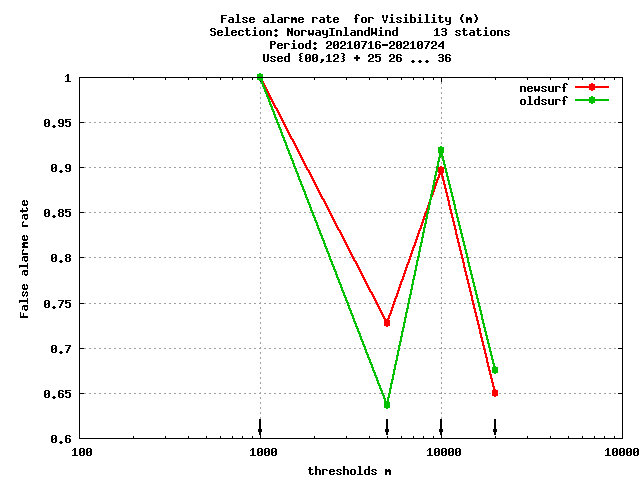 False alarme rate  for Visibility (m)
Selection: NorwayInlandWind     13 stations
Period: 20210716-20210724
Used {00,12} + 25 26 ... 36
newsurf
oldsurf
1
0.95
0.9
0.85
0.8
0.75
0.7
0.65
0.6
False alarme rate
100
1000
10000
10000
thresholds m